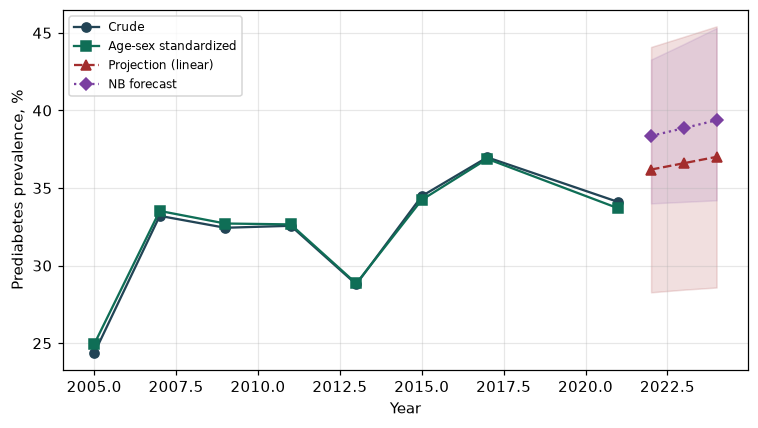 Crude
Age-sex standardized
Projection (linear)
NB forecast
Prediabetes prevalence, %
45
40
35
30
25
2005.0 2007.5 2010.0 2012.5 2015.0 2017.5 2020.0 2022.5
Year